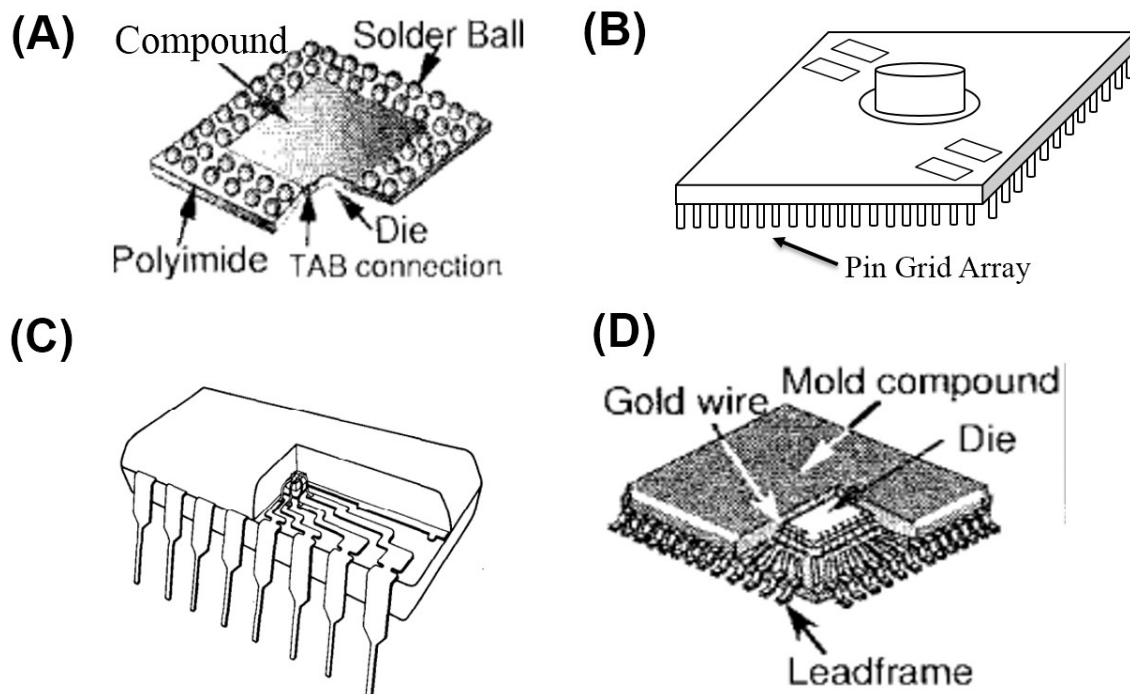 (A)
Compound
Solder Ball
Polyimide
Die
TAB connection
(B)
Pin Grid Array
(C)
(D)
Mold compound
Gold wire
Die
Leadframe